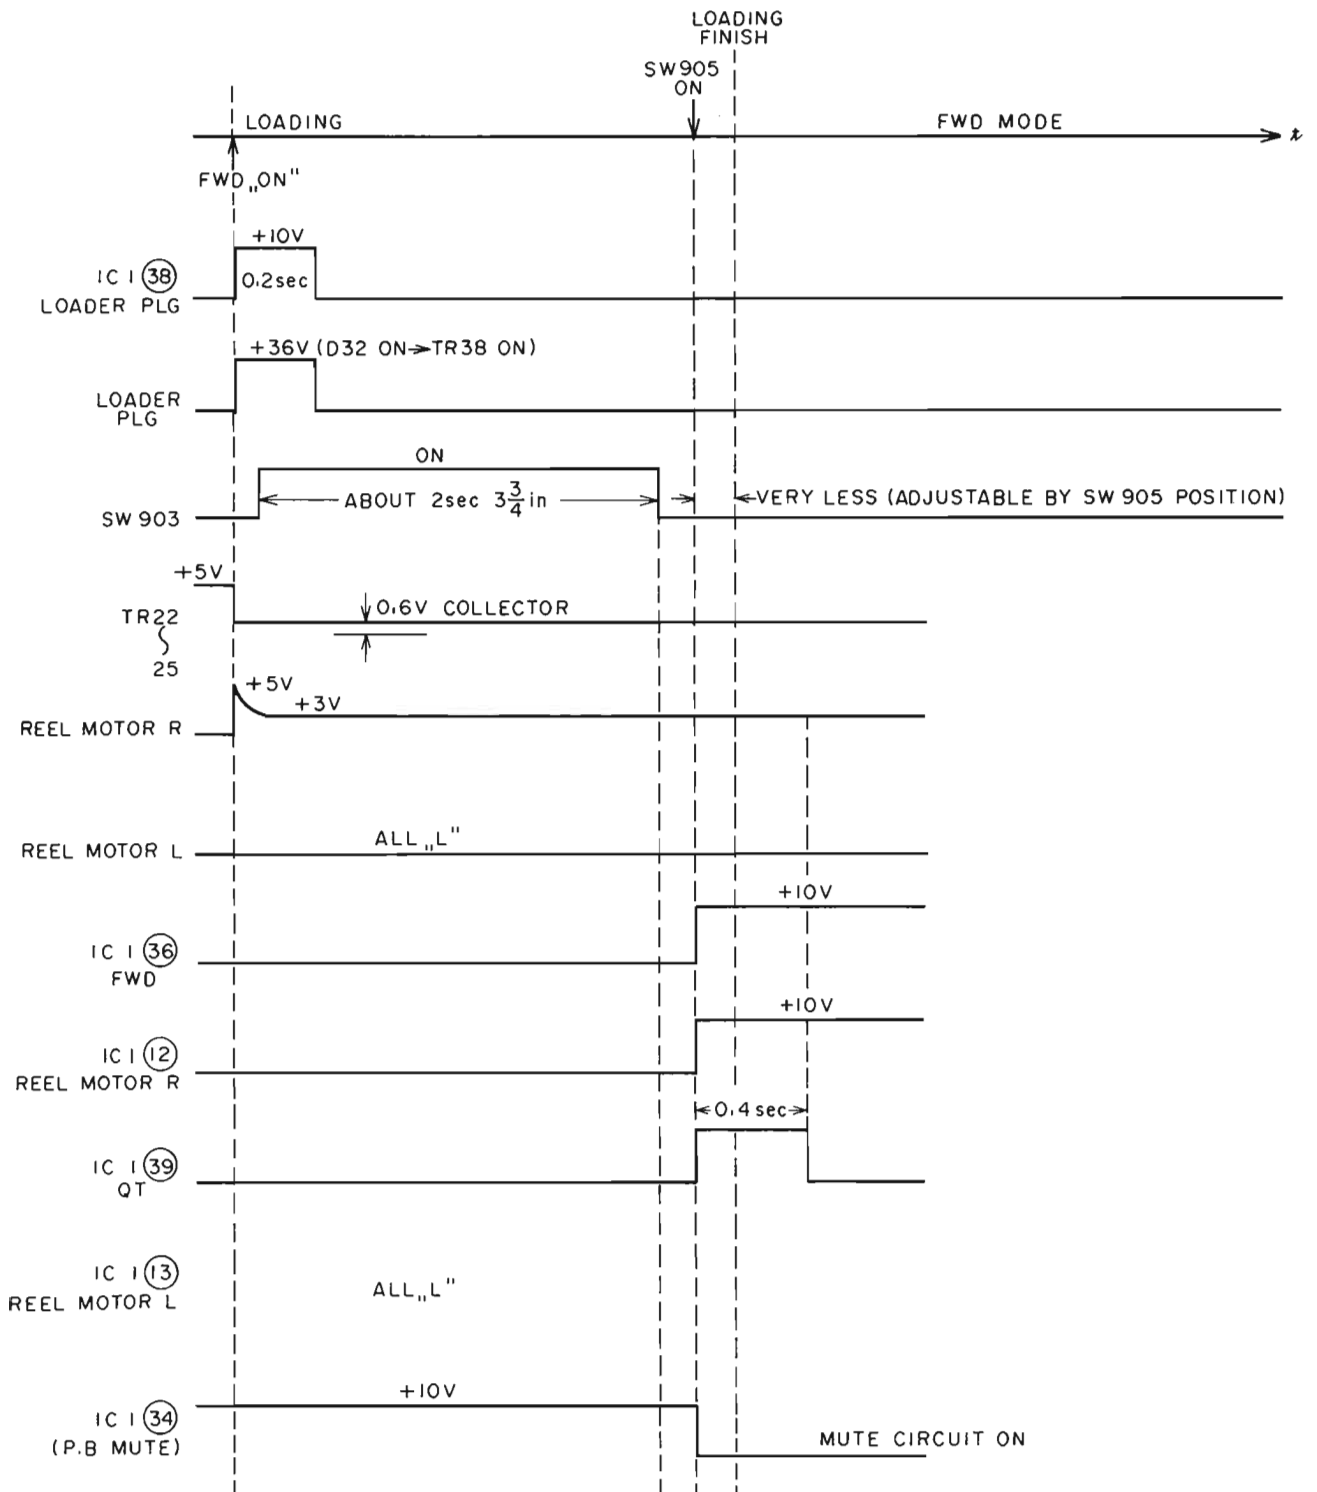 LOADING
FINISH
SW905
ON
LOADING
FWD MODE
t
FWD „ON"
+10V
IC 1 38
0.2sec
LOADER PLG
+36V (D32 ON→TR38 ON)
LOADER
PLG
ON
ABOUT 2sec 3 3/4 in
VERY LESS (ADJUSTABLE BY SW 905 POSITION)
SW 903
+5V
0.6V COLLECTOR
TR22
25
+5V
+3V
REEL MOTOR R
ALL „L"
REEL MOTOR L
+10V
IC 1 36
FWD
+10V
IC 1 12
REEL MOTOR R
0.4 sec
IC 1 39
QT
IC 1 13
REEL MOTOR L
ALL „L"
+10V
IC 1 34
(P.B MUTE)
MUTE CIRCUIT ON